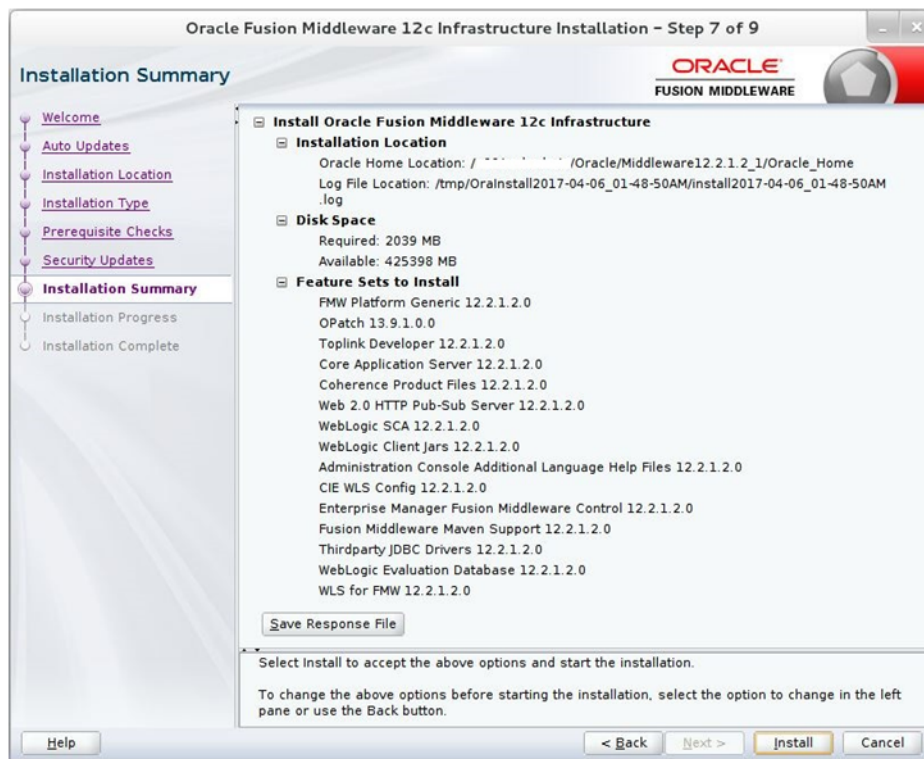 Oracle Fusion Middleware 12c Infrastructure Installation - Step 7 of 9
Installation Summary
ORACLE
FUSION MIDDLEWARE
Welcome
Auto Updates
Installation Location
Installation Type
Prerequisite Checks
Security Updates
Installation Summary
Installation Progress
Installation Complete
Install Oracle Fusion Middleware 12c Infrastructure
Installation Location
Oracle Home Location: / /Oracle/Middleware12.2.1.2_1/Oracle_Home
Log File Location: /tmp/OraInstall2017-04-06_01-48-50AM/install2017-04-06_01-48-50AM
.log
Disk Space
Required: 2039 MB
Available: 425398 MB
Feature Sets to Install
FMW Platform Generic 12.2.1.2.0
OPatch 13.9.1.0.0
Toplink Developer 12.2.1.2.0
Core Application Server 12.2.1.2.0
Coherence Product Files 12.2.1.2.0
Web 2.0 HTTP Pub-Sub Server 12.2.1.2.0
WebLogic SCA 12.2.1.2.0
WebLogic Client Jars 12.2.1.2.0
Administration Console Additional Language Help Files 12.2.1.2.0
CIE WLS Config 12.2.1.2.0
Enterprise Manager Fusion Middleware Control 12.2.1.2.0
Fusion Middleware Maven Support 12.2.1.2.0
Thirdparty JDBC Drivers 12.2.1.2.0
WebLogic Evaluation Database 12.2.1.2.0
WLS for FMW 12.2.1.2.0
Save Response File
Select Install to accept the above options and start the installation.
To change the above options before starting the installation, select the option to change in the left
pane or use the Back button.
Help
< Back
Next >
Install
Cancel